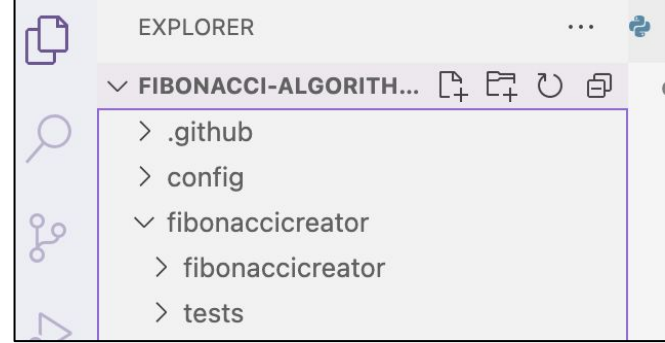 EXPLORER
FIBONACCI-ALGORITH...
.github
config
fibonaccicreator
fibonaccicreator
tests